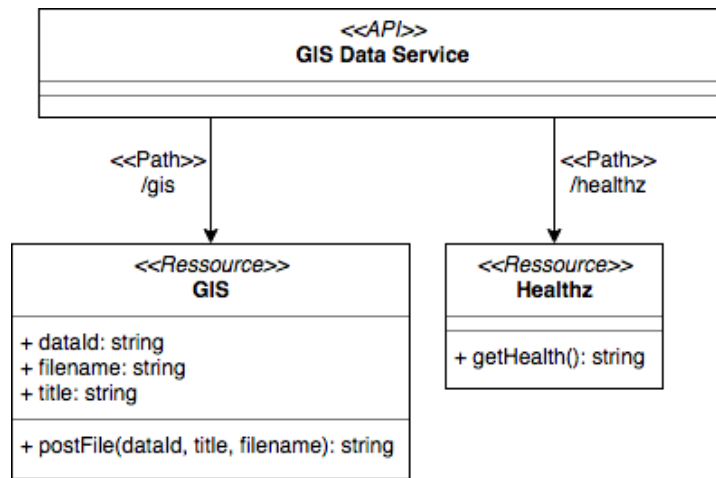 <<API>>
GIS Data Service
<<Path>>
/gis
<<Path>>
/healthz
<<Ressource>>
GIS
+ dataId: string
+ filename: string
+ title: string
+ postFile(dataId, title, filename): string
<<Ressource>>
Healthz
+ getHealth(): string